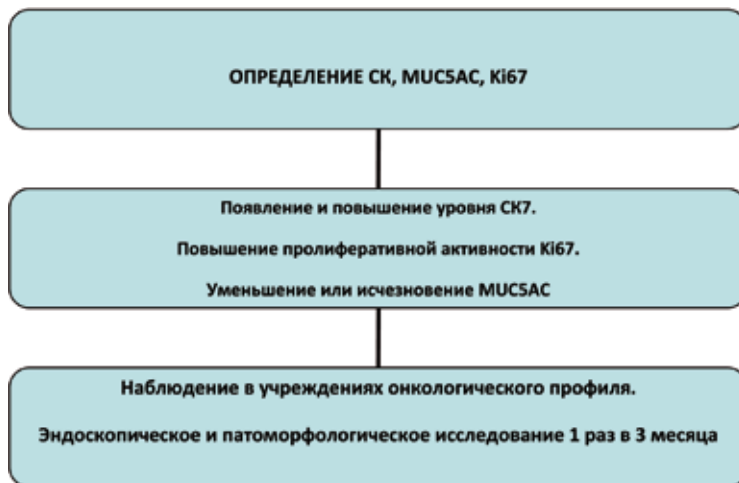 ОПРЕДЕЛЕНИЕ СК, MUC5AC, Ki67
Появление и повышение уровня СК7.
Повышение пролиферативной активности Ki67.
Уменьшение или исчезновение MUC5AC
Наблюдение в учреждениях онкологического профиля.
Эндоскопическое и патоморфологическое исследование 1 раз в 3 месяца